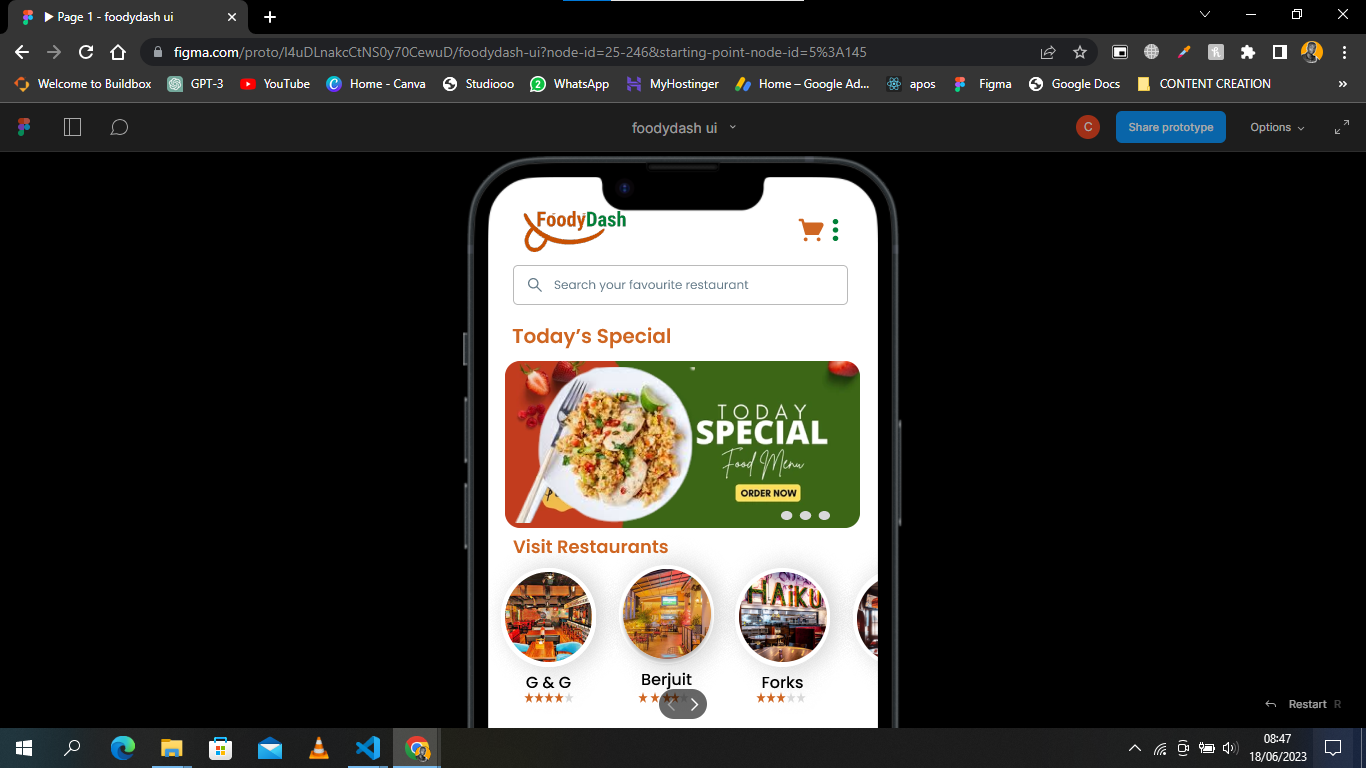 Page 1 - foodydash ui
figma.com/proto/l4uDLnakcCtNS0y70CewuD/foodydash-ui?node-id=25-246&starting-point-node-id=5%3A145
Welcome to Buildbox GPT-3 YouTube Home - Canva Studiooo 2 WhatsApp MyHostinger Home – Google Ad... apos Figma Google Docs CONTENT CREATION »
foodydash ui C Share prototype Options
FoodyDash
Search your favourite restaurant
Today's Special
TODAY
SPECIAL
Food Menu
ORDER NOW
Visit Restaurants
HAiKU
G & G Berjuit Forks
Restart R
08:47
18/06/2023